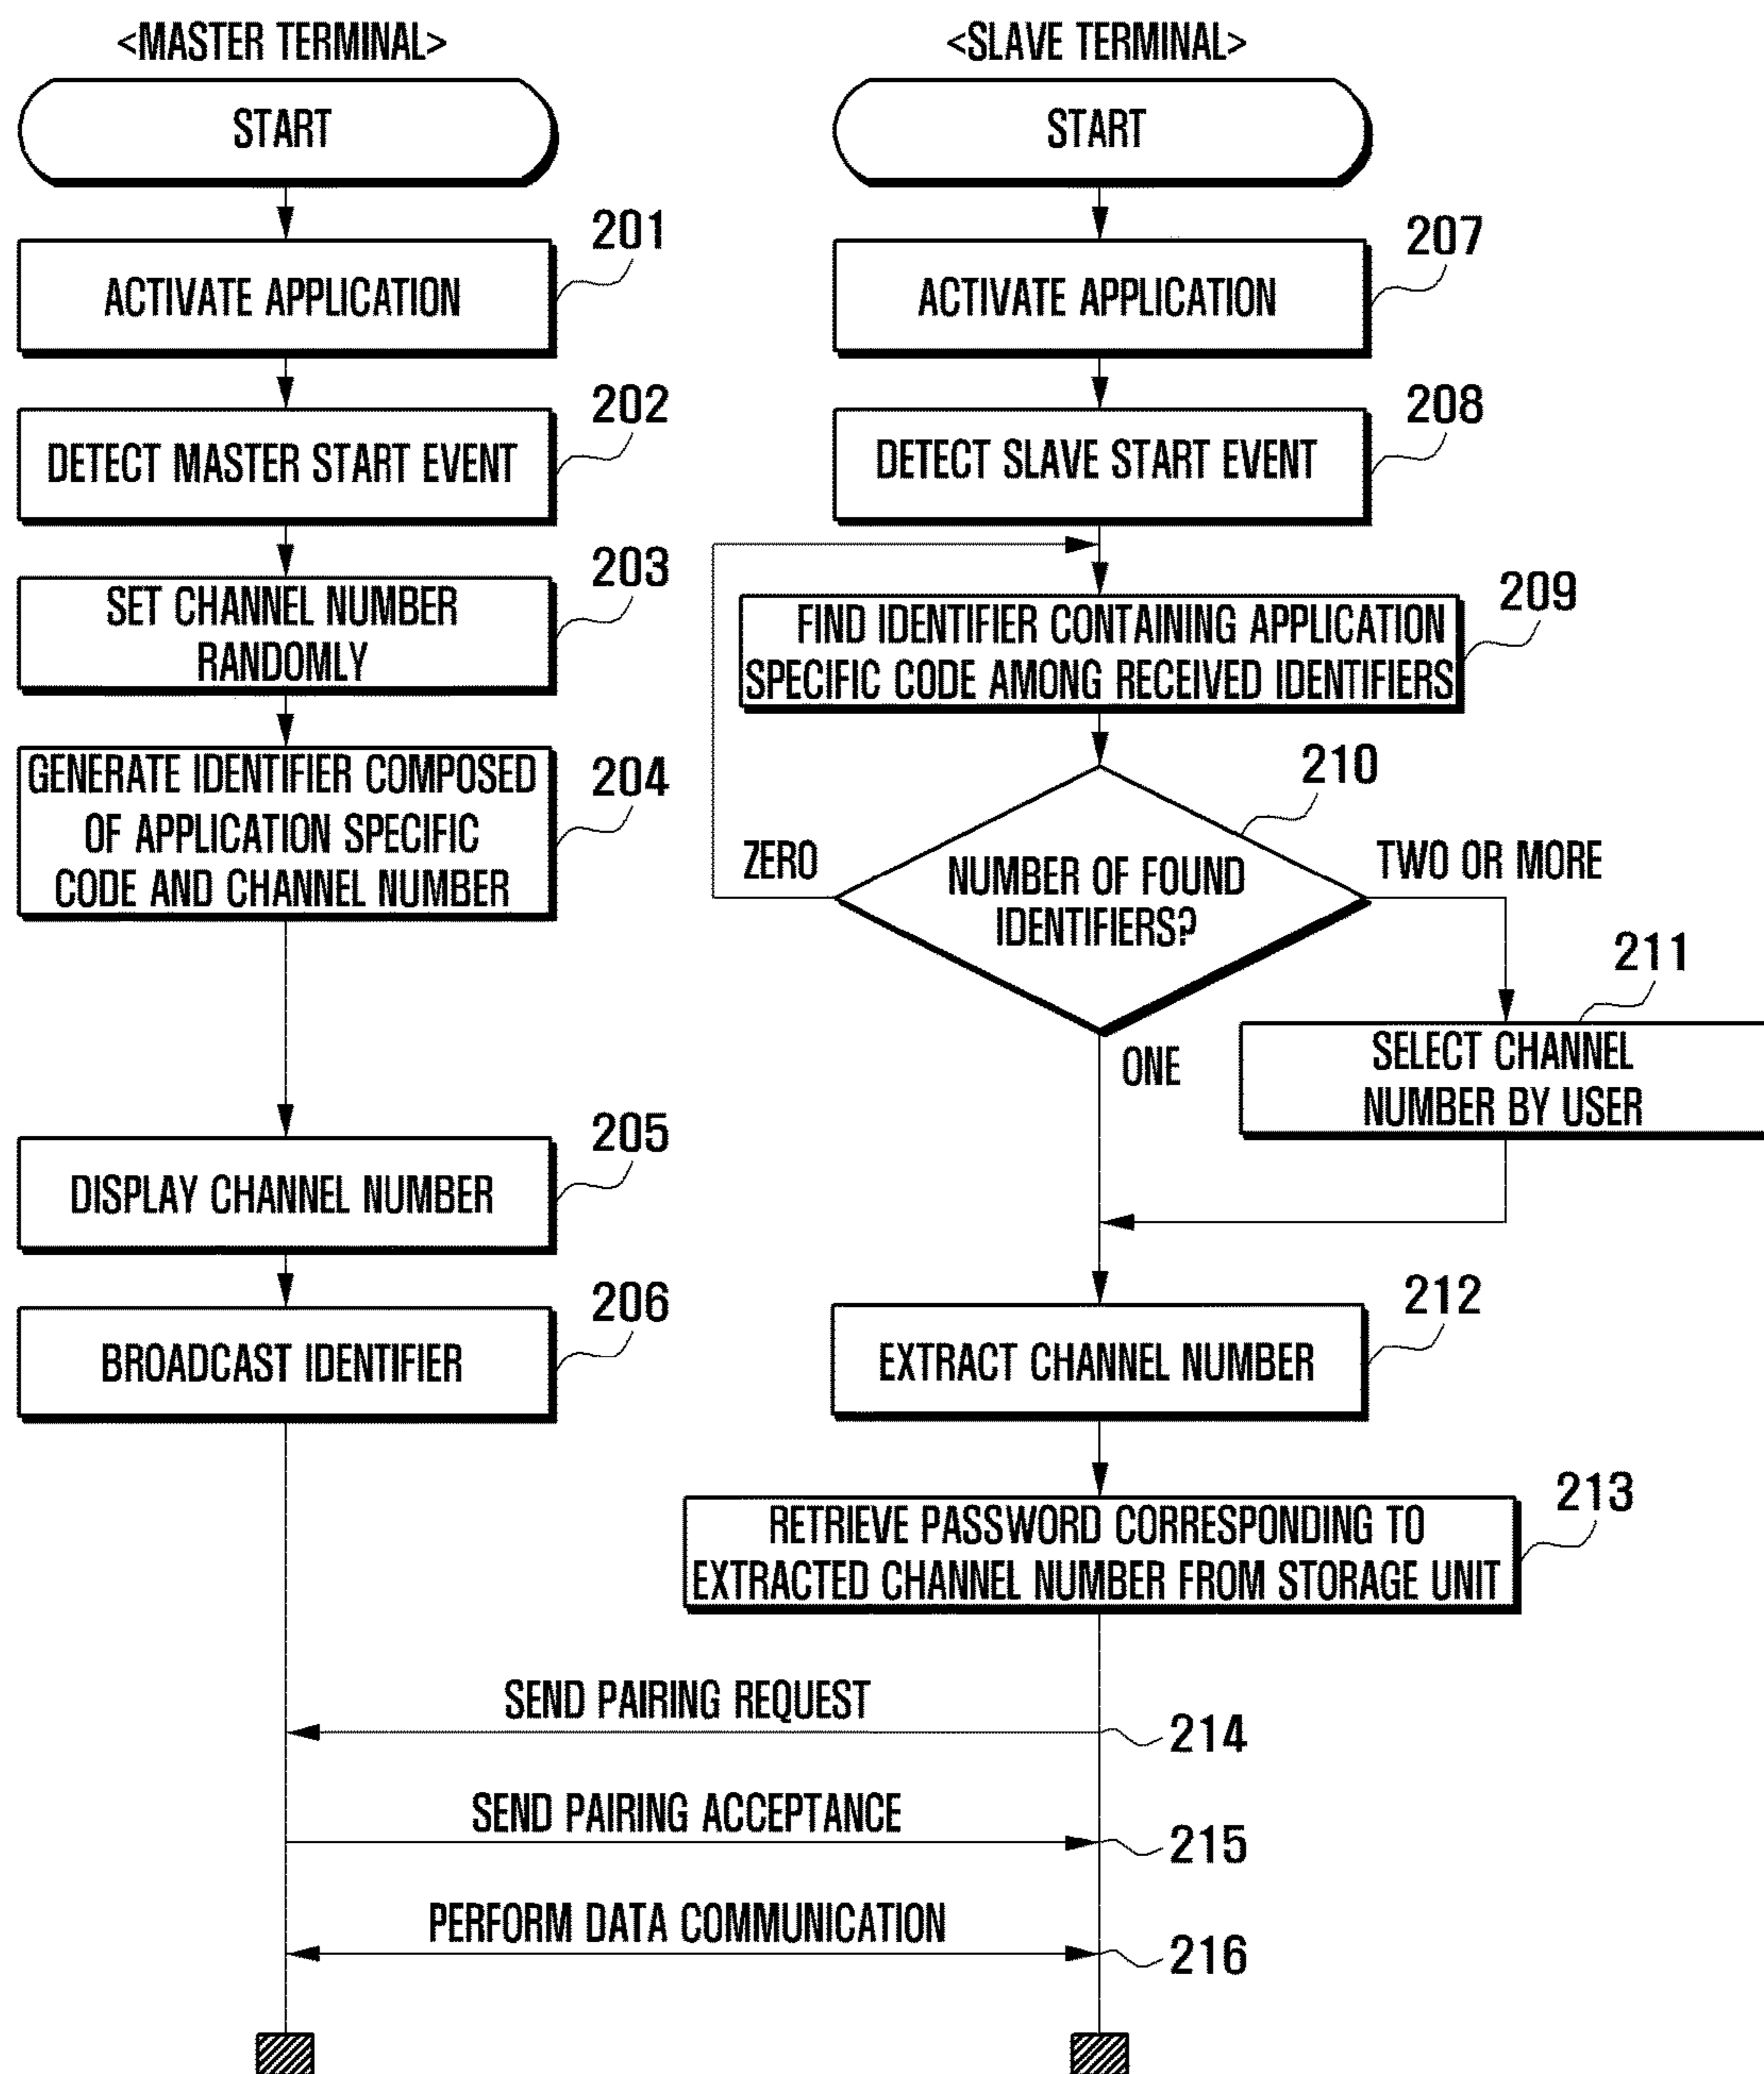 <MASTER TERMINAL>
START
201
ACTIVATE APPLICATION
202
DETECT MASTER START EVENT
203
SET CHANNEL NUMBER
RANDOMLY
204
GENERATE IDENTIFIER COMPOSED
OF APPLICATION SPECIFIC
CODE AND CHANNEL NUMBER
205
DISPLAY CHANNEL NUMBER
206
BROADCAST IDENTIFIER
<SLAVE TERMINAL>
START
207
ACTIVATE APPLICATION
208
DETECT SLAVE START EVENT
209
FIND IDENTIFIER CONTAINING APPLICATION
SPECIFIC CODE AMONG RECEIVED IDENTIFIERS
210
ZERO
NUMBER OF FOUND
IDENTIFIERS?
TWO OR MORE
211
SELECT CHANNEL
NUMBER BY USER
ONE
212
EXTRACT CHANNEL NUMBER
213
RETRIEVE PASSWORD CORRESPONDING TO
EXTRACTED CHANNEL NUMBER FROM STORAGE UNIT
SEND PAIRING REQUEST
214
SEND PAIRING ACCEPTANCE
215
PERFORM DATA COMMUNICATION
216